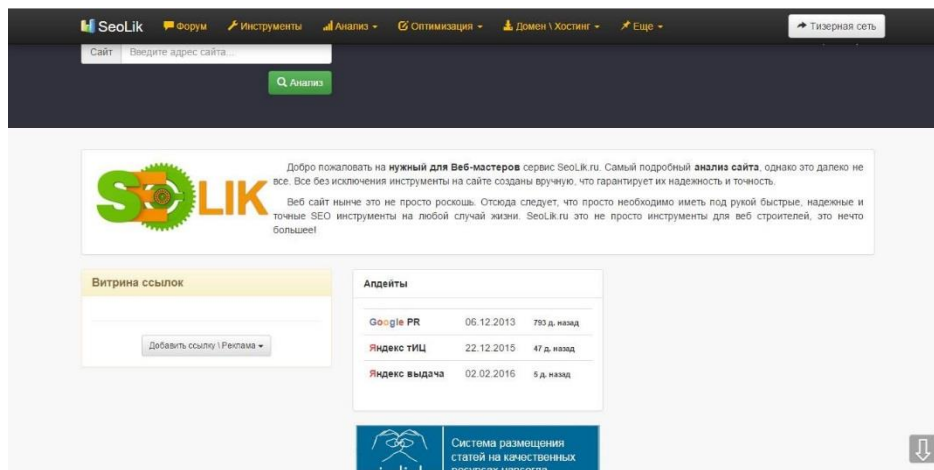 SeoLik Форум Инструменты Анализ Оптимизация Домен \ Хостинг Еще Тизерная сеть
Сайт Введите адрес сайта...
Анализ
SEO LIK
Добро пожаловать на нужный для Веб-мастеров сервис SeoLik.ru. Самый подробный анализ сайта, однако это далеко не
все. Все без исключения инструменты на сайте созданы вручную, что гарантирует их надежность и точность.
Веб сайт нынче это не просто роскошь. Отсюда следует, что просто необходимо иметь под рукой быстрые, надежные и
точные SEO инструменты на любой случай жизни. SeoLik.ru это не просто инструменты для веб строителей, это нечто
большее!
Витрина ссылок
Добавить ссылку \ Реклама
Апдейты
Google PR 06.12.2013 793 д. назад
Яндекс тИЦ 22.12.2015 47 д. назад
Яндекс выдача 02.02.2016 5 д. назад
Система размещения
статей на качественных